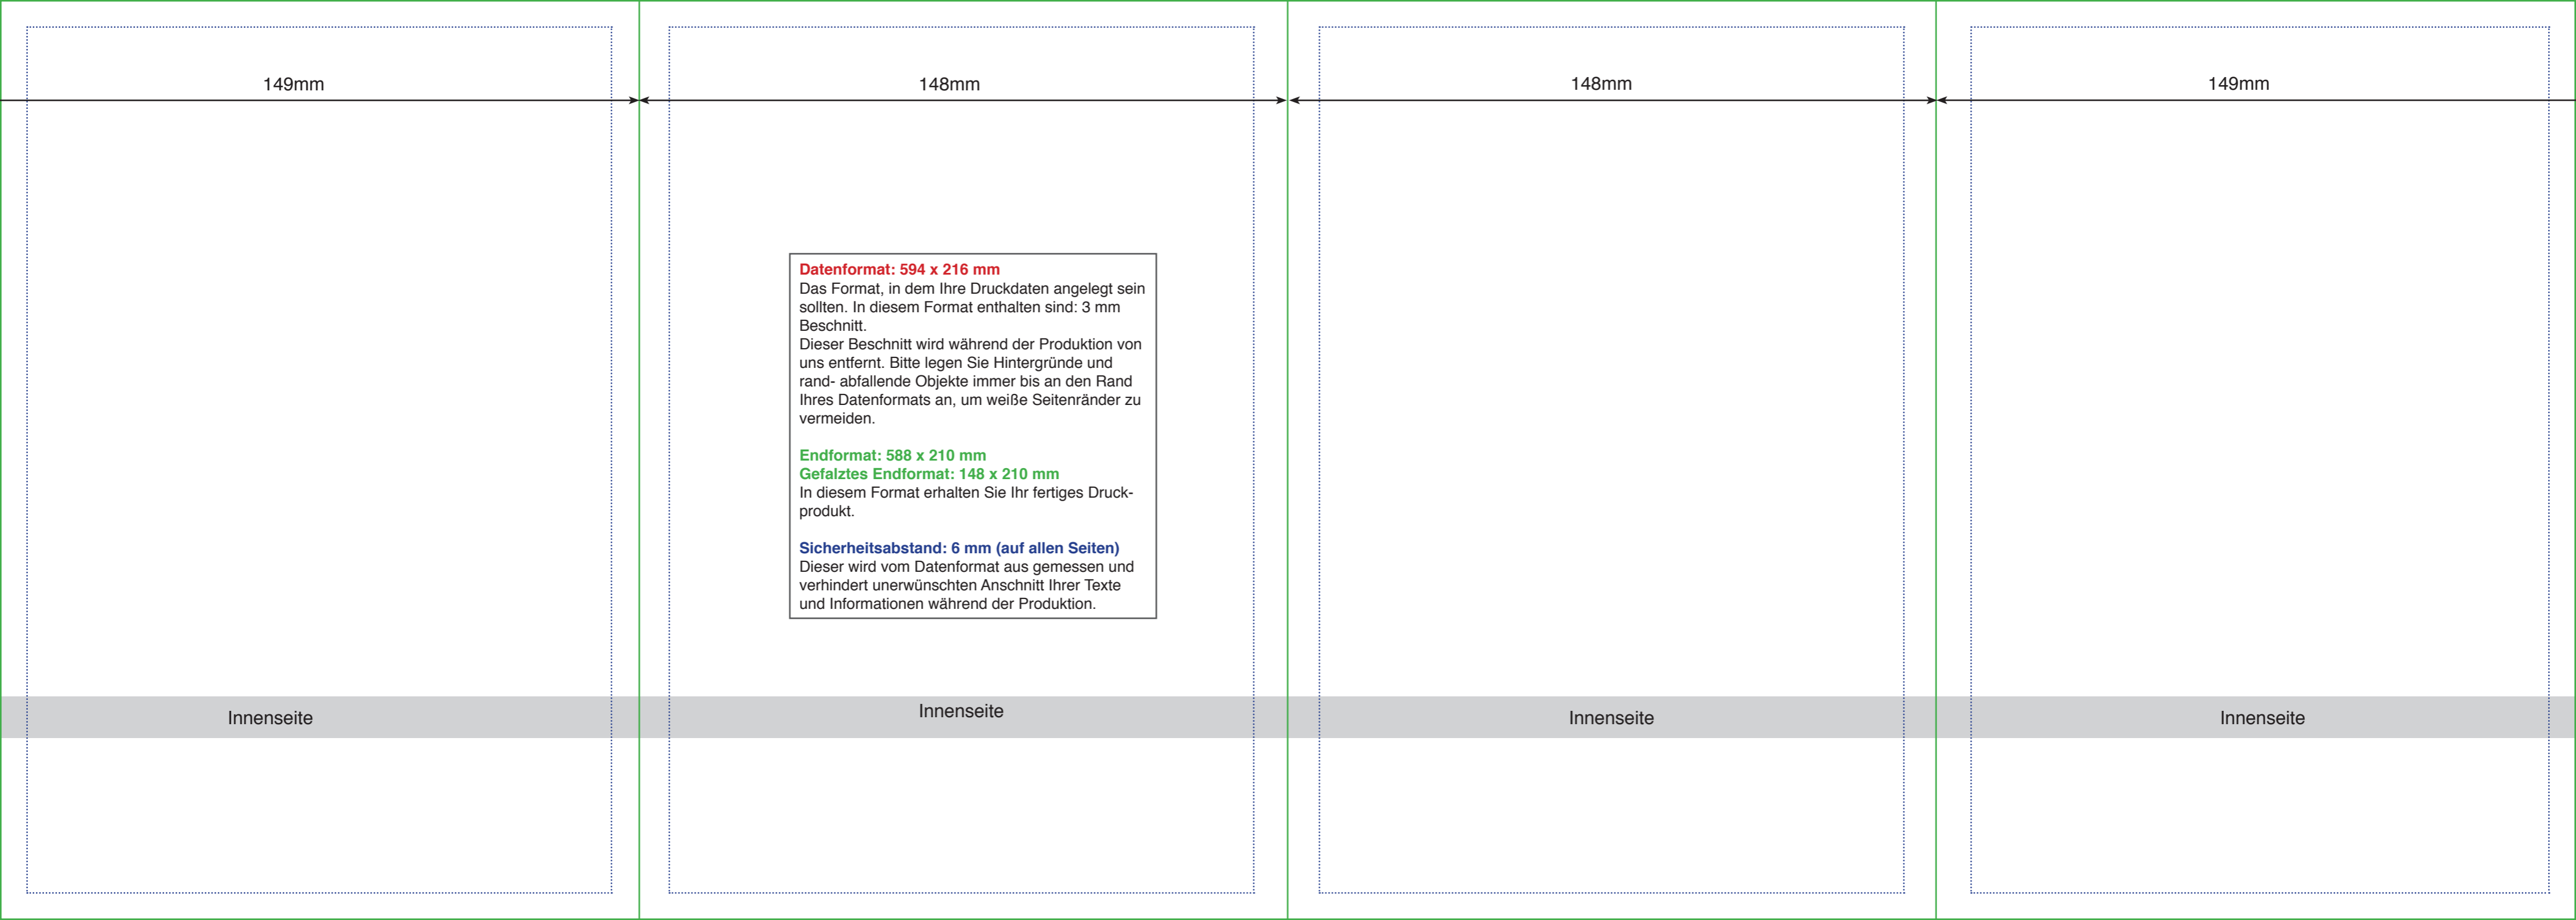 149mm
148mm
148mm
149mm
Datenformat: 594 x 216 mm
Das Format, in dem Ihre Druckdaten angelegt sein
sollten. In diesem Format enthalten sind: 3 mm
Beschnitt.
Dieser Beschnitt wird während der Produktion von
uns entfernt. Bitte legen Sie Hintergründe und
rand- abfallende Objekte immer bis an den Rand
Ihres Datenformats an, um weiße Seitenränder zu
vermeiden.
Endformat: 588 x 210 mm
Gefalztes Endformat: 148 x 210 mm
In diesem Format erhalten Sie Ihr fertiges Druck-
produkt.
Sicherheitsabstand: 6 mm (auf allen Seiten)
Dieser wird vom Datenformat aus gemessen und
verhindert unerwünschten Anschnitt Ihrer Texte
und Informationen während der Produktion.
Innenseite
Innenseite
Innenseite
Innenseite